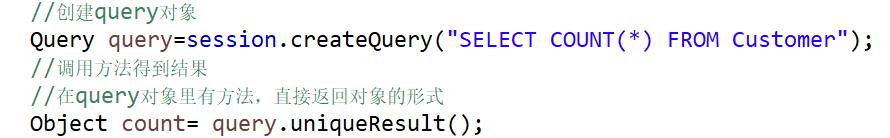 //创建query对象
Query query=session.createQuery("SELECT COUNT(*) FROM Customer");
//调用方法得到结果
//在query对象里有方法，直接返回对象的形式
Object count= query.uniqueResult();